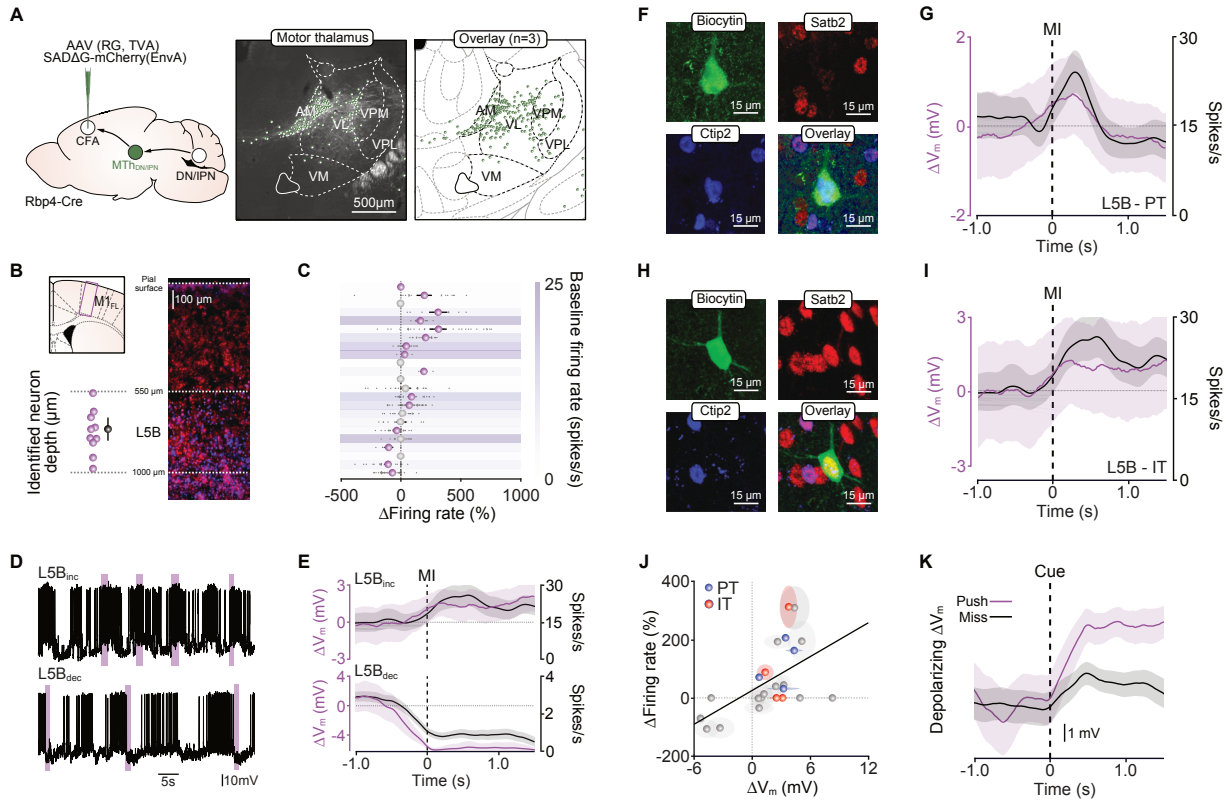 A
AAV (RG, TVA)
SADΔG-mCherry(EnvA)
CFA
MTh DN/IPN
DN/IPN
Rbp4-Cre
Motor thalamus
AM
VL
VPM
VPL
VM
500μm
Overlay (n=3)
AM
VL
VPM
VPL
VM
B
M1FL
Pial
surface
100 μm
550 μm
L5B
1000 μm
Identified neuron
depth (μm)
C
25
Baseline firing rate (spikes/s)
0
-500
0
500
1000
ΔFiring rate (%)
D
L5Binc
L5Bdec
5s
10mV
E
L5Binc
MI
3
0
-3
ΔVm (mV)
30
15
0
Spikes/s
L5Bdec
4
0
-4
ΔVm (mV)
4
2
0
Spikes/s
-1.0
0
1.0
Time (s)
F
Biocytin
15 μm
Satb2
15 μm
Ctip2
15 μm
Overlay
15 μm
G
MI
2
0
-2
ΔVm (mV)
30
15
0
Spikes/s
L5B - PT
-1.0
0
1.0
Time (s)
H
Biocytin
15 μm
Satb2
15 μm
Ctip2
15 μm
Overlay
15 μm
I
MI
3
0
-3
ΔVm (mV)
30
15
0
Spikes/s
L5B - IT
-1.0
0
1.0
Time (s)
J
PT
IT
400
200
0
-200
ΔFiring rate (%)
-6
0
6
12
ΔVm (mV)
K
Cue
Push
Miss
Depolarizing ΔVm
1 mV
-1.0
0
1.0
Time (s)